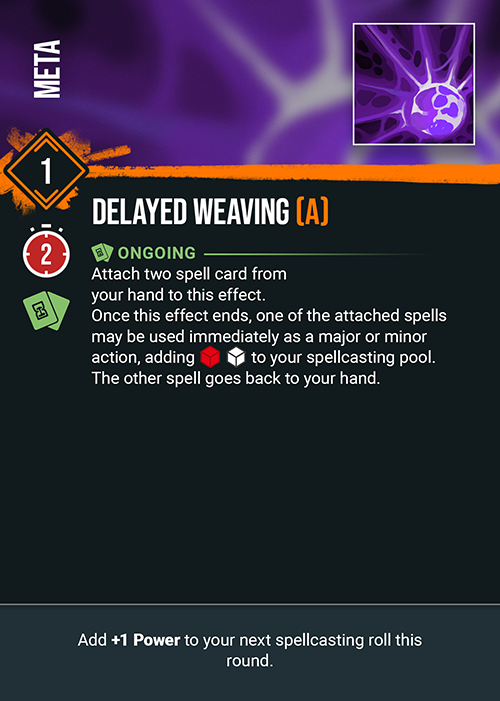 META
1
DELAYED WEAVING (A)
2
ONGOING
Attach two spell card from
your hand to this effect.
Once this effect ends, one of the attached spells
may be used immediately as a major or minor
action, adding to your spellcasting pool.
The other spell goes back to your hand.
Add +1 Power to your next spellcasting roll this
round.